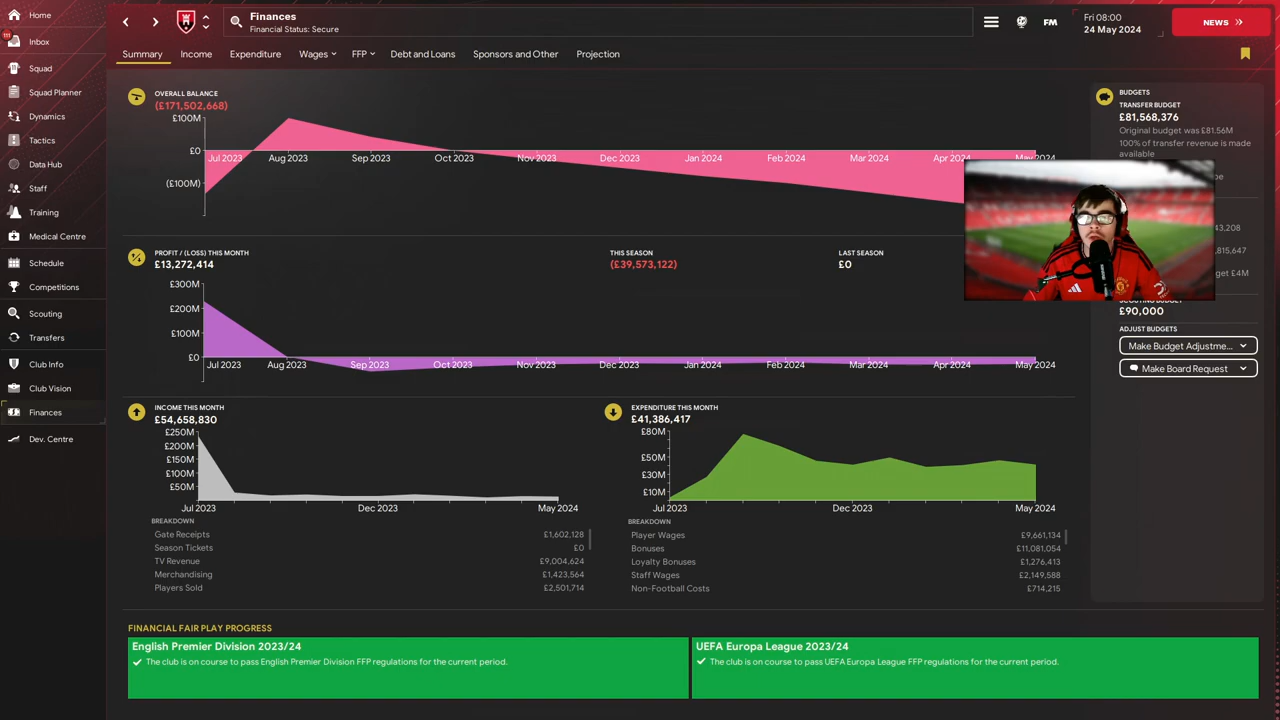 Home
Inbox
Squad
Squad Planner
Dynamics
Tactics
Data Hub
Staff
Training
Medical Centre
Schedule
Competitions
Scouting
Transfers
Club Info
Club Vision
Finances
Dev. Centre
Finances
Financial Status: Secure
FM
Fri 08:00
24 May 2024
NEWS
Summary
Income
Expenditure
Wages
FFP
Debt and Loans
Sponsors and Other
Projection
OVERALL BALANCE
(£171,502,668)
£100M
£0
(£100M)
Jul 2023 Aug 2023 Sep 2023 Oct 2023 Nov 2023 Dec 2023 Jan 2024 Feb 2024 Mar 2024 Apr 2024 May 2024
PROFIT / (LOSS) THIS MONTH
£13,272,414
THIS SEASON
(£39,573,122)
LAST SEASON
£0
£300M
£200M
£100M
£0
Jul 2023 Aug 2023 Sep 2023 Oct 2023 Nov 2023 Dec 2023 Jan 2024 Feb 2024 Mar 2024 Apr 2024 May 2024
INCOME THIS MONTH
£54,658,830
£250M
£200M
£150M
£100M
£50M
Jul 2023 Dec 2023 May 2024
BREAKDOWN
Gate Receipts £1,602,128
Season Tickets £0
TV Revenue £9,004,624
Merchandising £1,423,564
Players Sold £2,501,714
EXPENDITURE THIS MONTH
£41,386,417
£80M
£50M
£30M
£10M
Jul 2023 Dec 2023 May 2024
BREAKDOWN
Player Wages £9,661,134
Bonuses £11,081,054
Loyalty Bonuses £1,276,413
Staff Wages £2,149,588
Non-Football Costs £714,215
BUDGETS
TRANSFER BUDGET
£81,568,376
Original budget was £81.56M
100% of transfer revenue is made
available
£90,000
ADJUST BUDGETS
Make Budget Adjustme...
Make Board Request
FINANCIAL FAIR PLAY PROGRESS
English Premier Division 2023/24
The club is on course to pass English Premier Division FFP regulations for the current period.
UEFA Europa League 2023/24
The club is on course to pass UEFA Europa League FFP regulations for the current period.